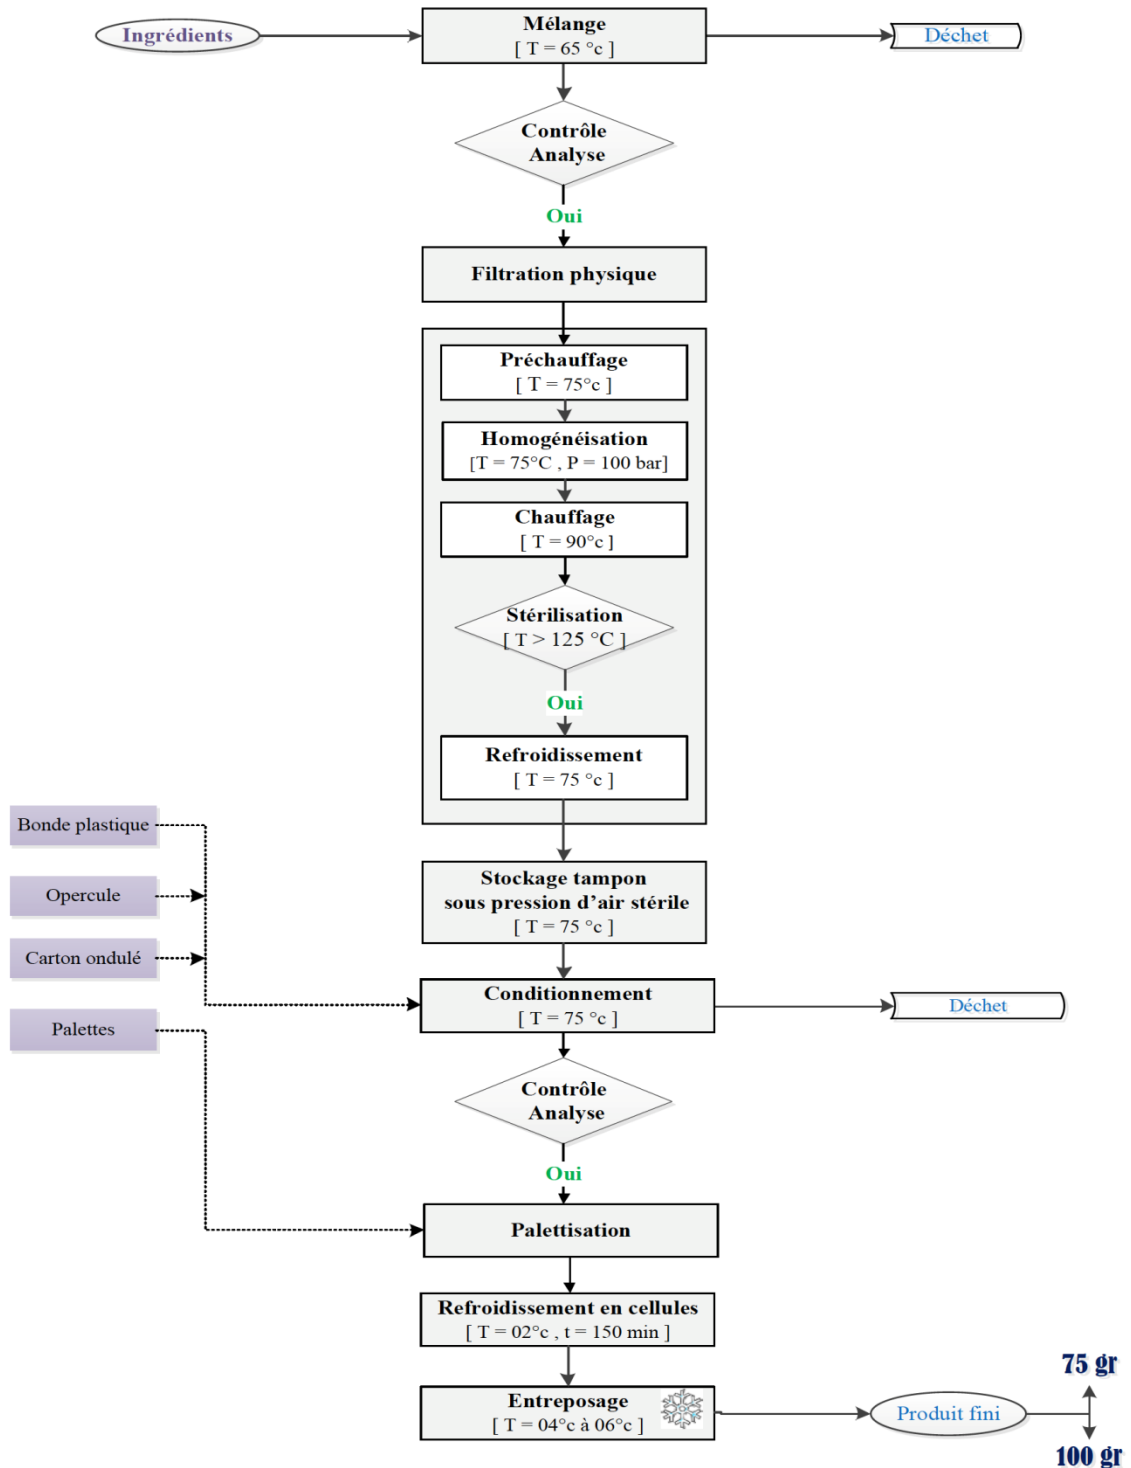 Ingrédients
Mélange
[ T = 65 °c ]
Déchet
Contrôle
Analyse
Oui
Filtration physique
Préchauffage
[ T = 75°c ]
Homogénéisation
[T = 75°C , P = 100 bar]
Chauffage
[ T = 90°c ]
Stérilisation
[ T > 125 °C ]
Oui
Refroidissement
[ T = 75 °c ]
Bonde plastique
Opercule
Carton ondulé
Palettes
Stockage tampon
sous pression d'air stérile
[ T = 75 °c ]
Conditionnement
[ T = 75 °c ]
Déchet
Contrôle
Analyse
Oui
Palettisation
Refroidissement en cellules
[ T = 02°c , t = 150 min ]
Entreposage
[ T = 04°c à 06°c ]
Produit fini
75 gr
100 gr